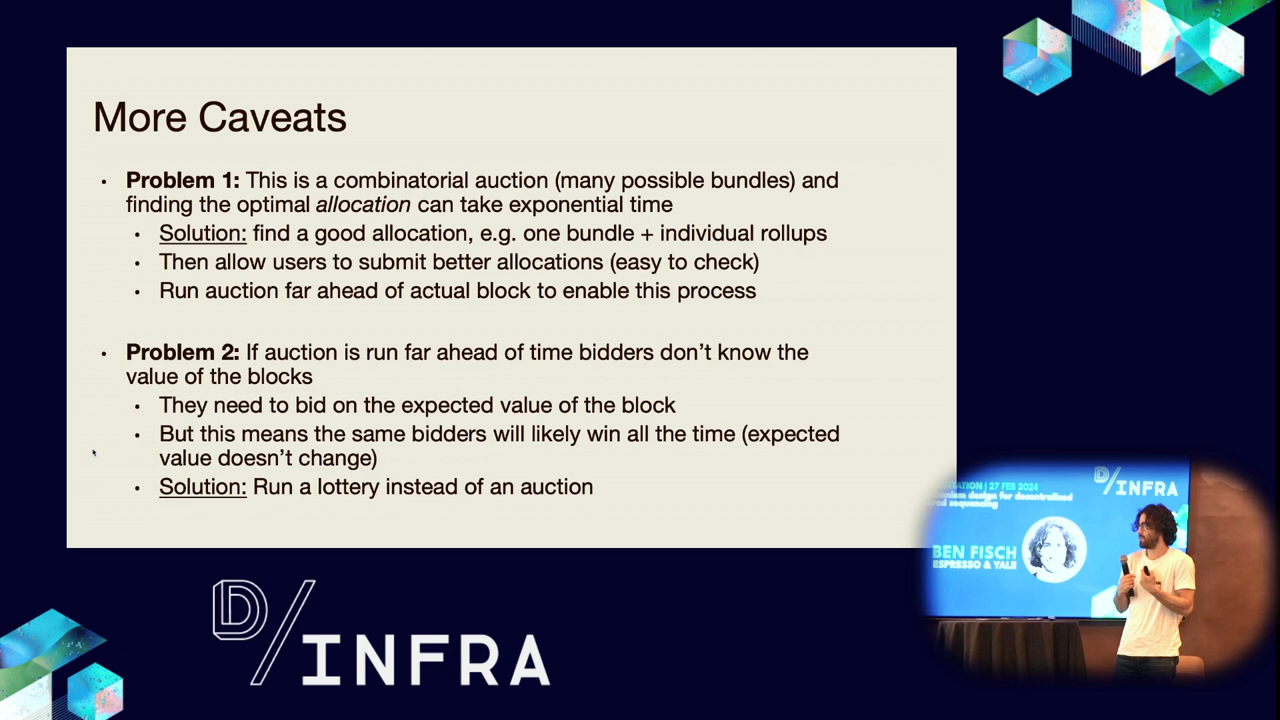 More Caveats
• Problem 1: This is a combinatorial auction (many possible bundles) and
finding the optimal allocation can take exponential time
• Solution: find a good allocation, e.g. one bundle + individual rollups
• Then allow users to submit better allocations (easy to check)
• Run auction far ahead of actual block to enable this process
• Problem 2: If auction is run far ahead of time bidders don’t know the
value of the blocks
• They need to bid on the expected value of the block
• But this means the same bidders will likely win all the time (expected
value doesn’t change)
• Solution: Run a lottery instead of an auction
D/INFRA
27 FEB 2024
design for decentralized
sequencing
BEN FISCH
ESPRESSO & YALE
D/INFRA